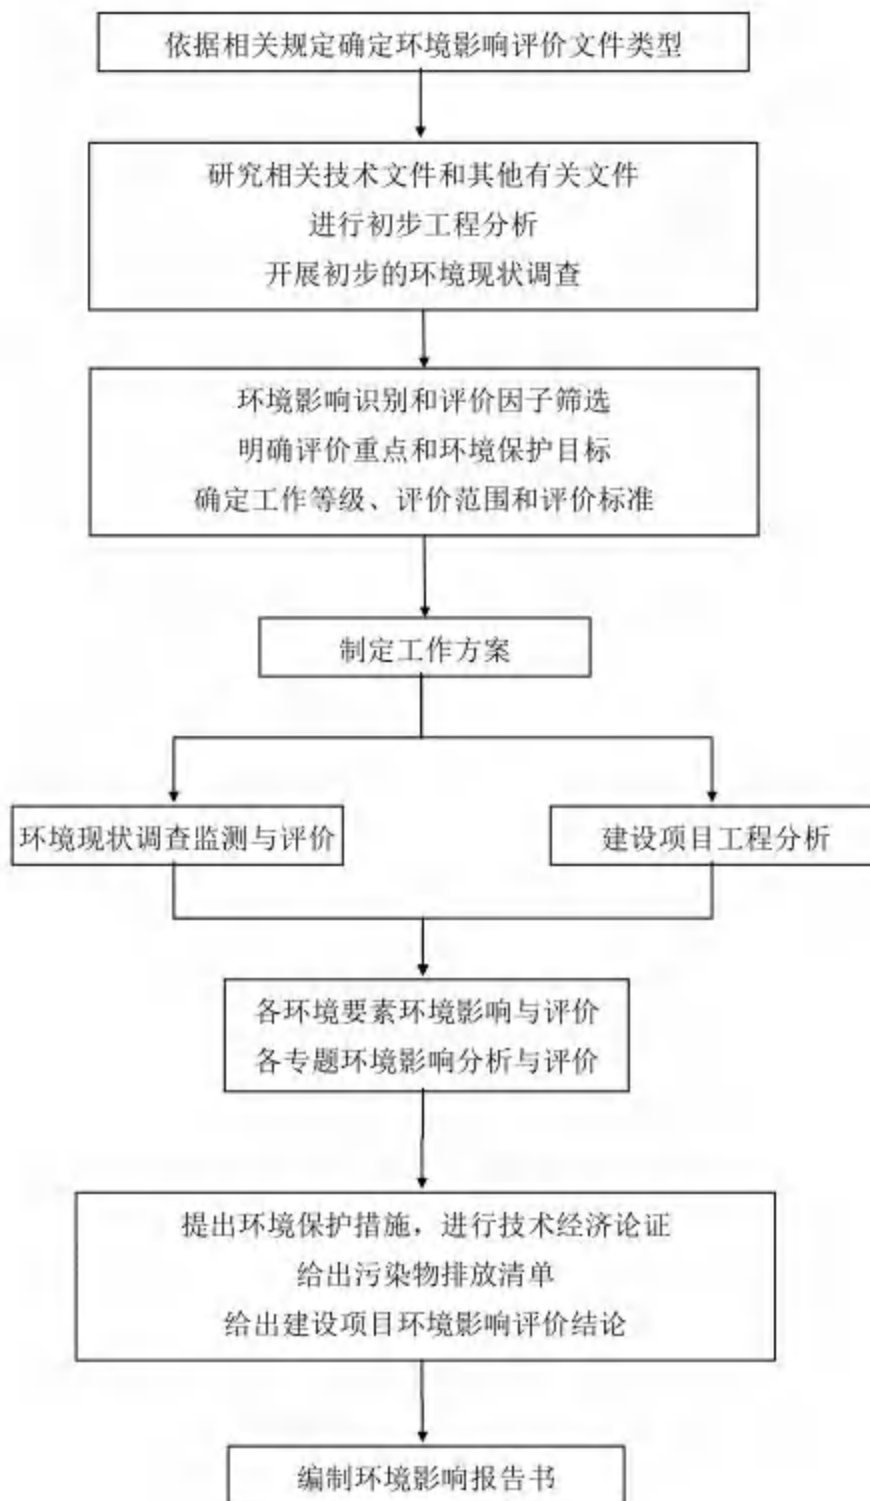 依据相关规定确定环境影响评价文件类型
研究相关技术文件和其他有关文件
进行初步工程分析
开展初步的环境现状调查
环境影响识别和评价因子筛选
明确评价重点和环境保护目标
确定工作等级、评价范围和评价标准
制定工作方案
环境现状调查监测与评价
建设项目工程分析
各环境要素环境影响与评价
各专题环境影响分析与评价
提出环境保护措施，进行技术经济论证
给出污染物排放清单
给出建设项目环境影响评价结论
编制环境影响报告书